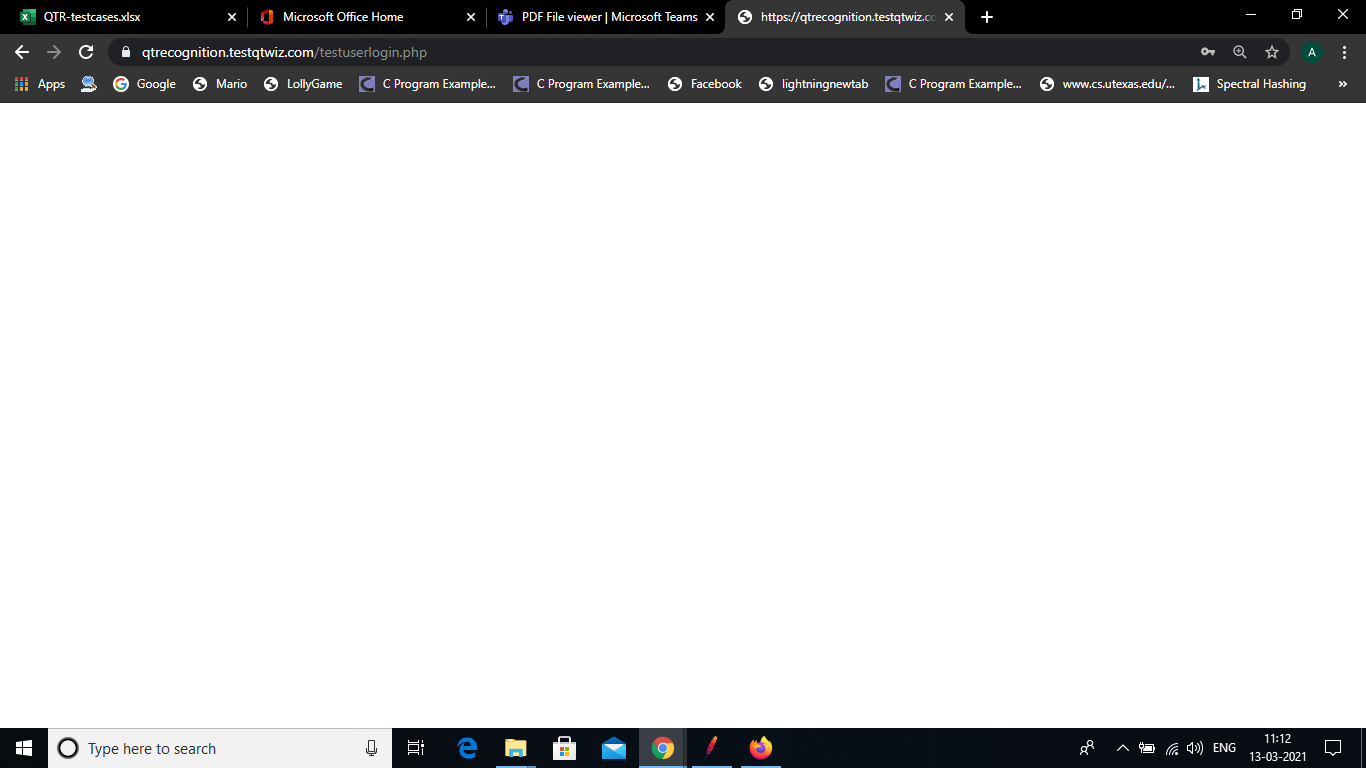 QTR-testcases.xlsx
Microsoft Office Home
PDF File viewer | Microsoft Teams
https://qtrecognition.testqtwiz.co
qtrecognition.testqtwiz.com/testuserlogin.php
A
Apps
Google
Mario
LollyGame
C Program Example...
C Program Example...
Facebook
lightningnewtab
C Program Example...
www.cs.utexas.edu/...
Spectral Hashing
»
Type here to search
ENG
11:12
13-03-2021